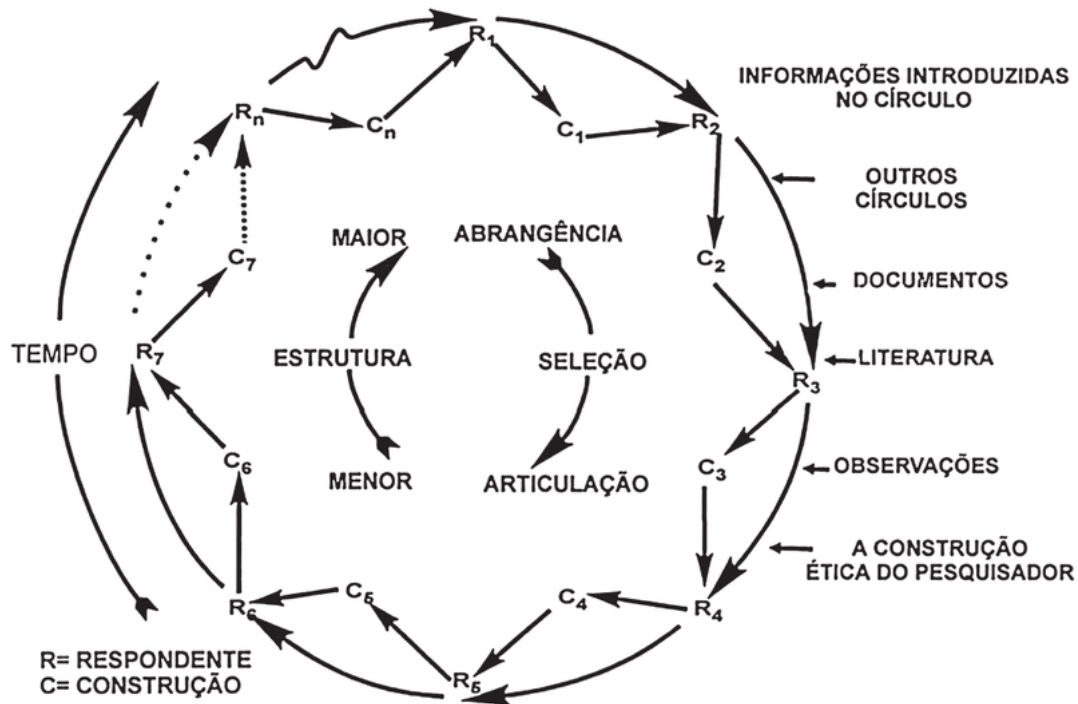 R1
Rn
Cn
C1
R2
INFORMAÇÕES INTRODUZIDAS
NO CÍRCULO
OUTROS
CÍRCULOS
MAIOR
ABRANGÊNCIA
C7
C2
DOCUMENTOS
TEMPO
R7
ESTRUTURA
SELEÇÃO
R3
LITERATURA
C6
MENOR
ARTICULAÇÃO
C3
OBSERVAÇÕES
A CONSTRUÇÃO
ÉTICA DO PESQUISADOR
R6
C5
C4
R4
R5
R= RESPONDENTE
C= CONSTRUÇÃO